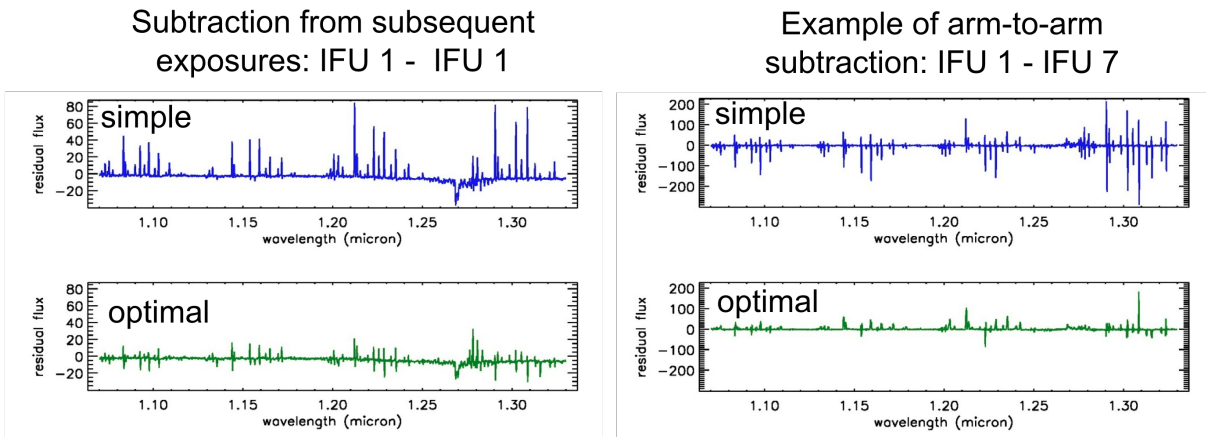 Subtraction from subsequent
exposures: IFU 1 - IFU 1
simple
80
60
40
20
0
−20
residual flux
1.10 1.15 1.20 1.25 1.30
wavelength (micron)
optimal
80
60
40
20
0
−20
residual flux
1.10 1.15 1.20 1.25 1.30
wavelength (micron)
Example of arm-to-arm
subtraction: IFU 1 - IFU 7
simple
200
100
0
−100
−200
residual flux
1.10 1.15 1.20 1.25 1.30
wavelength (micron)
optimal
200
100
0
−100
−200
residual flux
1.10 1.15 1.20 1.25 1.30
wavelength (micron)